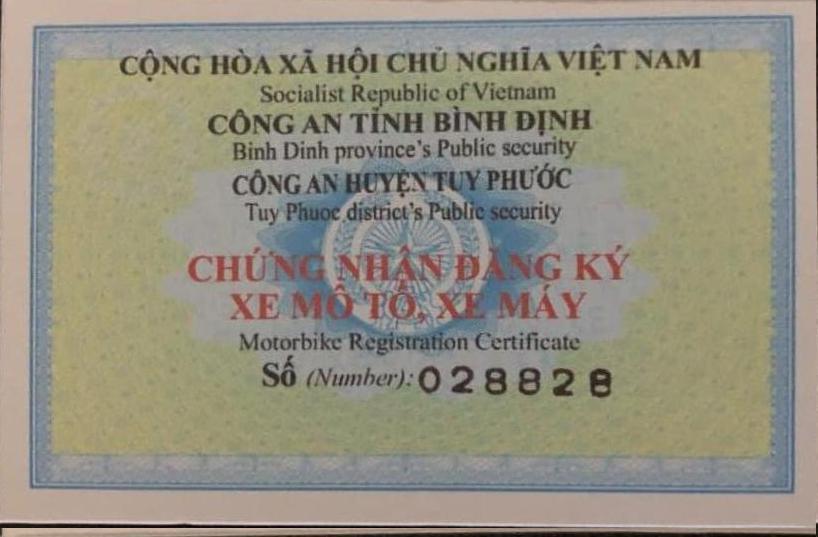 CỘNG HÒA XÃ HỘI CHỦ NGHĨA VIỆT NAM
Socialist Republic of Vietnam
CÔNG AN TỈNH BÌNH ĐỊNH
Binh Dinh province's Public security
CÔNG AN HUYỆN TUY PHƯỚC
Tuy Phuoc district's Public security
CHỨNG NHẬN ĐĂNG KÝ
XE MÔ TÔ, XE MÁY
Motorbike Registration Certificate
Số (Number): 028828